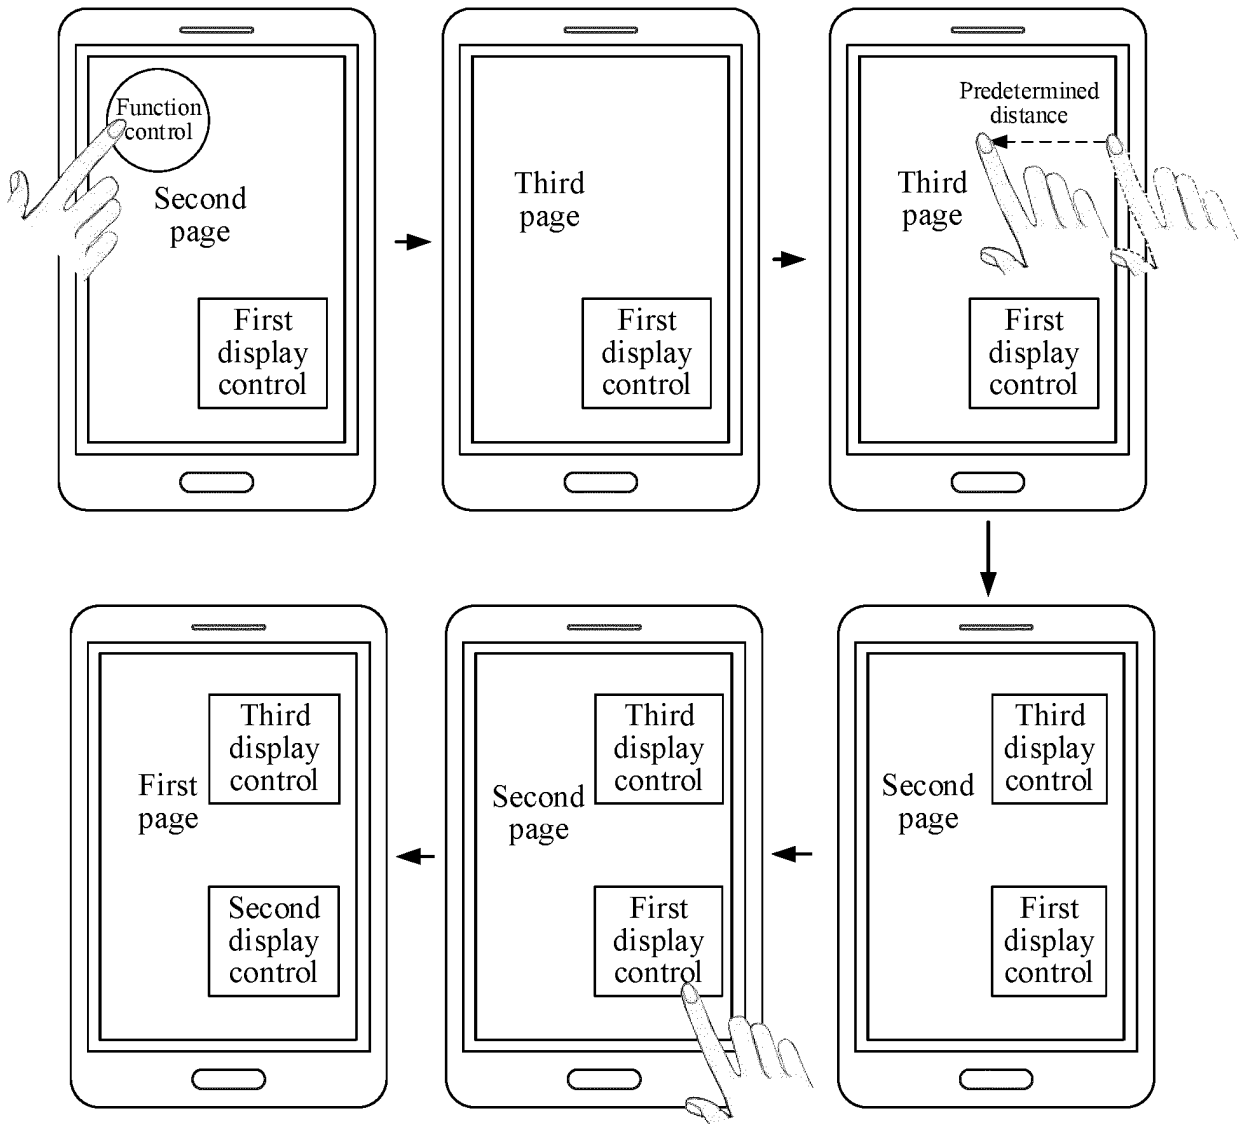 Function
control
Second
page
First
display
control
Third
page
First
display
control
Predetermined
distance
Third
page
First
display
control
Third
display
control
First
page
Second
display
control
Third
display
control
Second
page
First
display
control
Third
display
control
Second
page
First
display
control